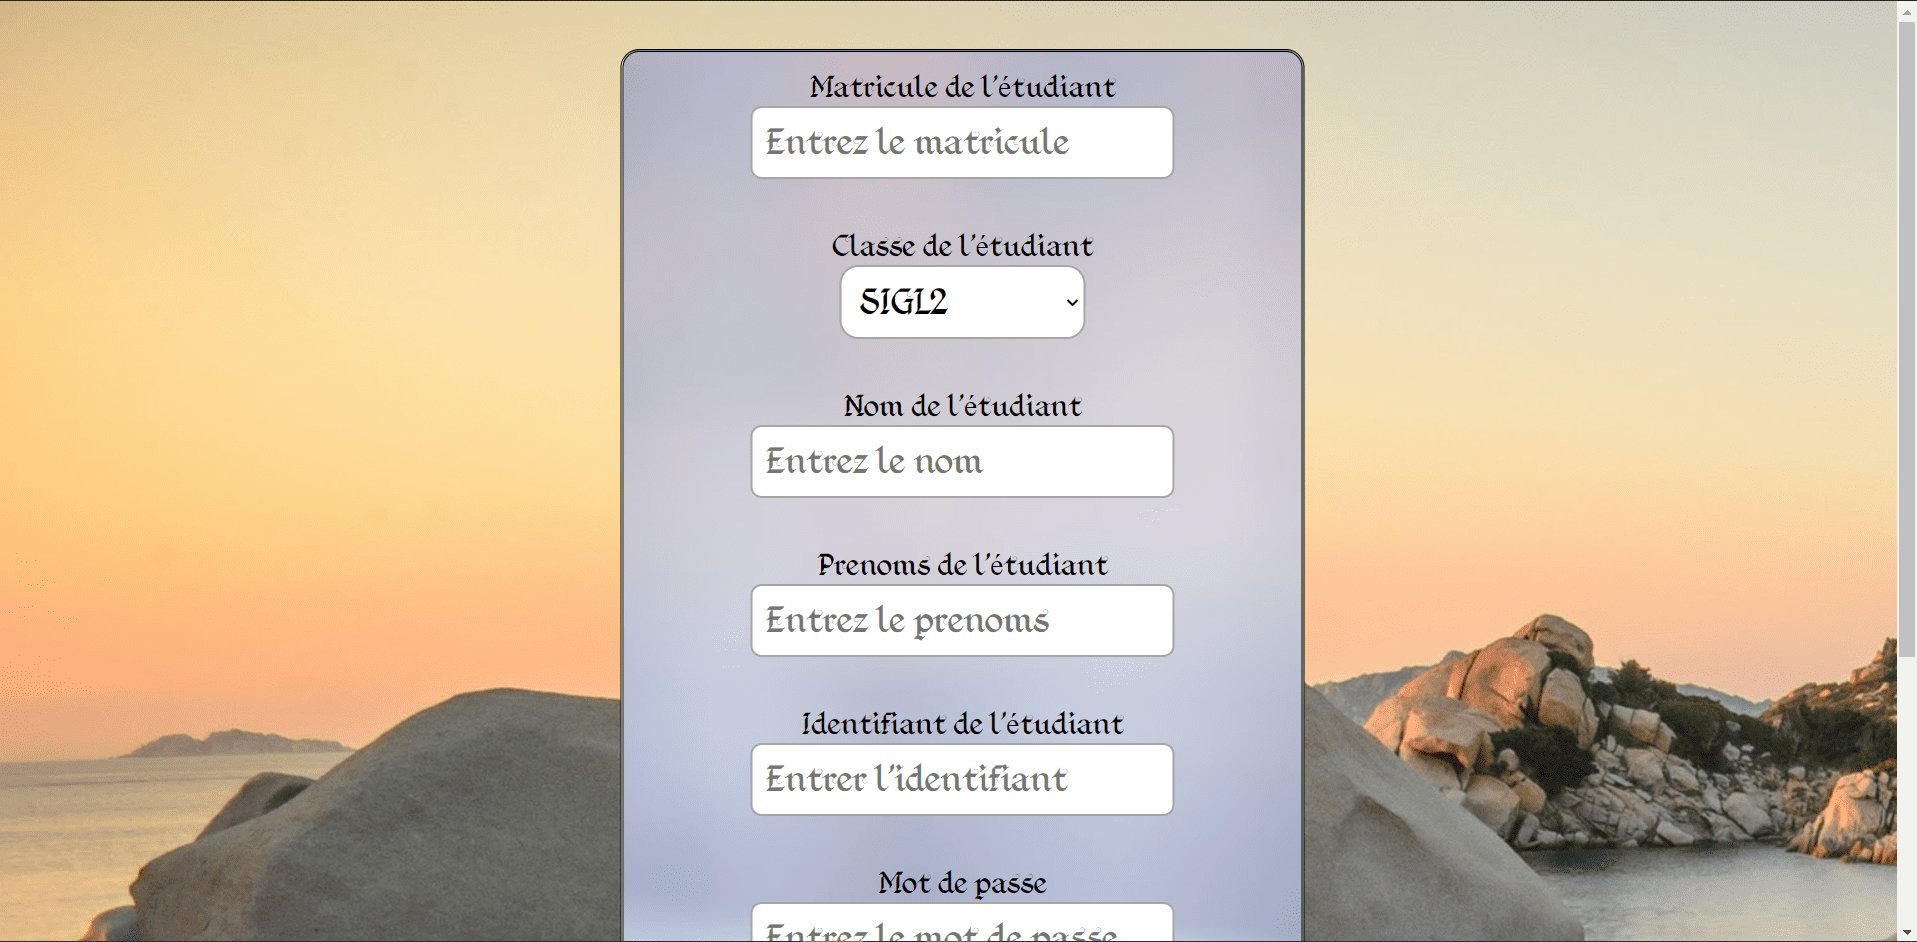 Matricule de l'étudiant
Entrez le matricule
Classe de l'étudiant
SIGL2
Nom de l'étudiant
Entrez le nom
Prenoms de l'étudiant
Entrez le prenoms
Identifiant de l'étudiant
Entrer l'identifiant
Mot de passe
Entrez le mot de passe